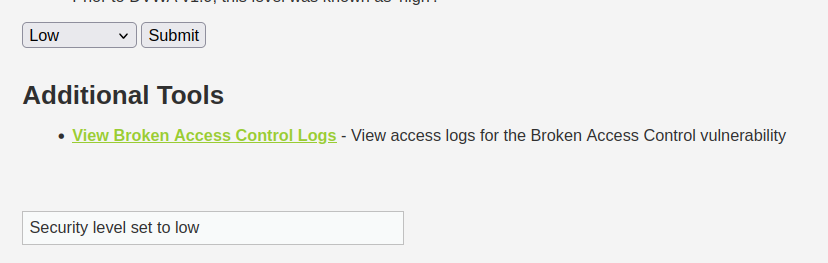 Low Submit
Additional Tools
• View Broken Access Control Logs - View access logs for the Broken Access Control vulnerability
Security level set to low